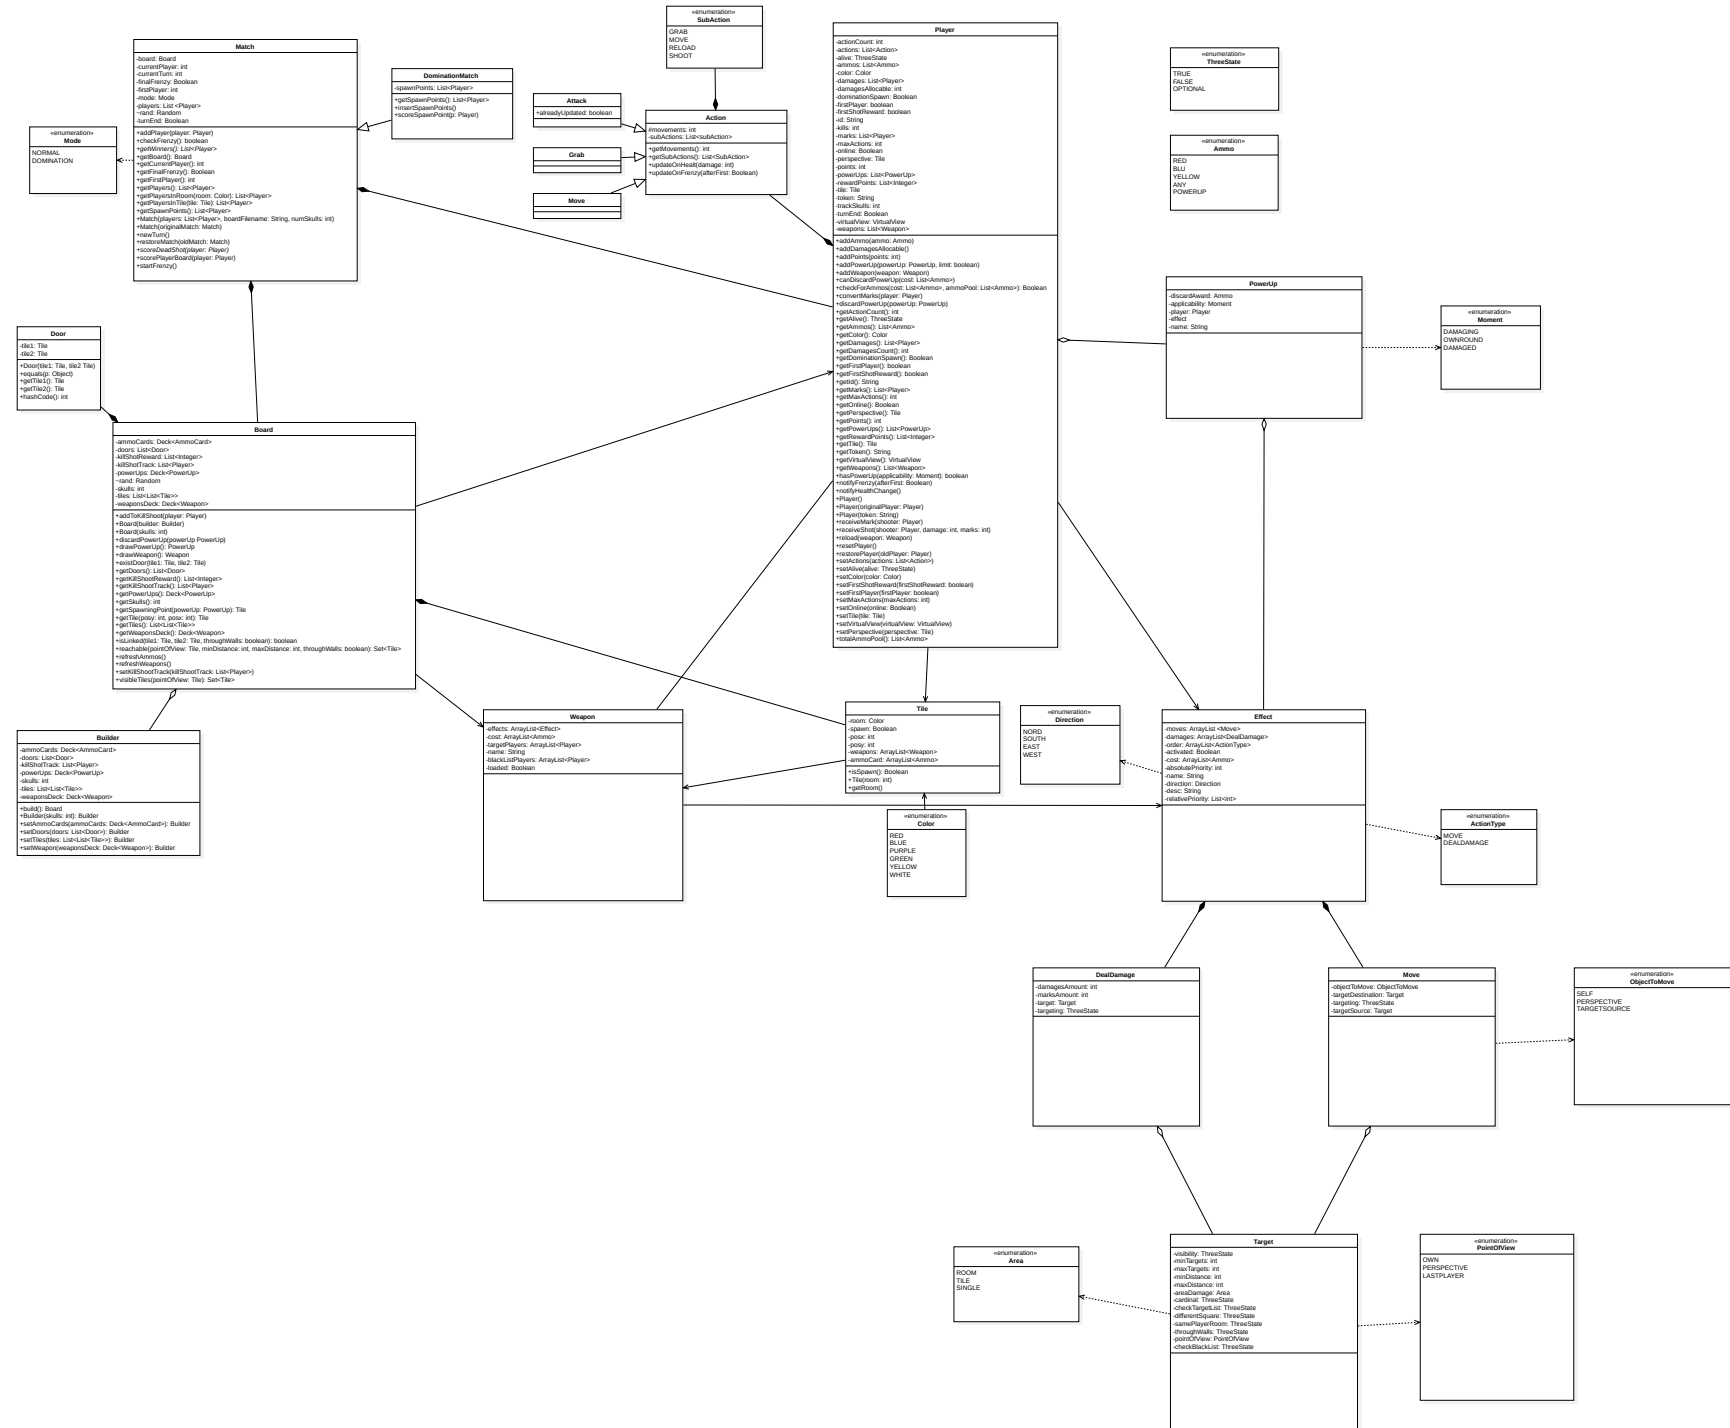 «enumeration»
SubAction
GRAB
MOVE
RELOAD
SHOOT
Match
-board: Board
-currentPlayer: int
-currentTurn: int
-finalFrenzy: Boolean
-firstPlayer: int
-mode: Mode
-players: List <Player>
~rand: Random
-turnEnd: Boolean
+addPlayer(player: Player)
+checkFrenzy(): boolean
+getWinners(): List<Player>
+getBoard(): Board
+getCurrentPlayer(): int
+getFinalFrenzy(): Boolean
+getFirstPlayer(): int
+getPlayers(): List<Player>
+getPlayersInRoom(room: Color): List<Player>
+getPlayersInTile(tile: Tile): List<Player>
+getSpawnPoints(): List<Player>
+Match(players: List<Player>, boardFilename: String, numSkulls: int)
+Match(originalMatch: Match)
+newTurn()
+restoreMatch(oldMatch: Match)
+scoreDeadShot(player: Player)
+scorePlayerBoard(player: Player)
+startFrenzy()
«enumeration»
Mode
NORMAL
DOMINATION
DominationMatch
-spawnPoints: List<Player>
+getSpawnPoints(): List<Player>
+insertSpawnPoints()
+scoreSpawnPoint(p: Player)
Attack
+alreadyUpdated: boolean
Grab
Move
Action
#movements: int
-subActions: List<subAction>
+getMovements(): int
+getSubActions(): List<SubAction>
+updateOnHealt(damage: int)
+updateOnFrenzy(afterFirst: Boolean)
Player
-actionCount: int
-actions: List<Action>
-alive: ThreeState
-ammos: List<Ammo>
-color: Color
-damages: List<Player>
-damagesAllocable: int
-dominationSpawn: Boolean
-firstPlayer: boolean
-firstShotReward: boolean
-id: String
-kills: int
-marks: List<Player>
-maxActions: int
-online: Boolean
-perspective: Tile
-points: int
-powerUps: List<PowerUp>
-rewardPoints: List<Integer>
-tile: Tile
-token: String
-trackSkulls: int
-turnEnd: Boolean
-virtualView: VirtualView
-weapons: List<Weapon>
+addAmmo(ammo: Ammo)
+addDamagesAllocable()
+addPoints(points: int)
+addPowerUp(powerUp: PowerUp, limit: boolean)
+addWeapon(weapon: Weapon)
+canDiscardPowerUp(cost: List<Ammo>)
+checkForAmmos(cost: List<Ammo>, ammoPool: List<Ammo>): Boolean
+convertMarks(player: Player)
+discardPowerUp(powerUp: PowerUp)
+getActionCount(): int
+getAlive(): ThreeState
+getAmmos(): List<Ammo>
+getColor(): Color
+getDamages(): List<Player>
+getDamagesCount(): int
+getDominationSpawn(): Boolean
+getFirstPlayer(): boolean
+getFirstShotReward(): boolean
+getId(): String
+getMarks(): List<Player>
+getMaxActions(): int
+getOnline(): Boolean
+getPerspective(): Tile
+getPoints(): int
+getPowerUps(): List<PowerUp>
+getRewardPoints(): List<Integer>
+getTile(): Tile
+getToken(): String
+getVirtualView(): VirtualView
+getWeapons(): List<Weapon>
+hasPowerUp(applicability: Moment): boolean
+notifyFrenzy(afterFirst: Boolean)
+notifyHealthChange()
+Player()
+Player(originalPlayer: Player)
+Player(token: String)
+receiveMark(shooter: Player)
+receiveShot(shooter: Player, damage: int, marks: int)
+reload(weapon: Weapon)
+resetPlayer()
+restorePlayer(oldPlayer: Player)
+setActions(actions: List<Action>)
+setAlive(alive: ThreeState)
+setColor(color: Color)
+setFirstShotReward(firstShotReward: boolean)
+setFirstPlayer(firstPlayer: boolean)
+setMaxActions(maxActions: int)
+setOnline(online: Boolean)
+setTile(tile: Tile)
+setVirtualView(virtualView: VirtualView)
+setPerspective(perspective: Tile)
+totalAmmoPool(): List<Ammo>
«enumeration»
ThreeState
TRUE
FALSE
OPTIONAL
«enumeration»
Ammo
RED
BLU
YELLOW
ANY
POWERUP
PowerUp
-discardAward: Ammo
-applicability: Moment
-player: Player
-effect
-name: String
«enumeration»
Moment
DAMAGING
OWNROUND
DAMAGED
Door
-tile1: Tile
-tile2: Tile
+Door(tile1: Tile, tile2 Tile)
+equals(p: Object)
+getTile1(): Tile
+getTile2(): Tile
+hashCode(): int
Board
-ammoCards: Deck<AmmoCard>
-doors: List<Door>
-killShotReward: List<Integer>
-killShotTrack: List<Player>
-powerUps: Deck<PowerUp>
~rand: Random
-skulls: int
-tiles: List<List<Tile>>
-weaponsDeck: Deck<Weapon>
+addToKillShoot(player: Player)
+Board(builder: Builder)
+Board(skulls: int)
+discardPowerUp(powerUp PowerUp)
+drawPowerUp(): PowerUp
+drawWeapon(): Weapon
+existDoor(tile1: Tile, tile2: Tile)
+getDoors(): List<Door>
+getKillShootReward(): List<Integer>
+getKillShootTrack(): List<Player>
+getPowerUps(): Deck<PowerUp>
+getSkulls(): int
+getSpawningPoint(powerUp: PowerUp): Tile
+getTile(posy: int, posx: int): Tile
+getTiles(): List<List<Tile>>
+getWeaponsDeck(): Deck<Weapon>
+isLinked(tile1: Tile, tile2: Tile, throughWalls: boolean): boolean
+reachable(pointOfView: Tile, minDistance: int, maxDistance: int, throughWalls: boolean): Set<Tile>
+refreshAmmos()
+refreshWeapons()
+setKillShootTrack(killShootTrack: List<Player>)
+visibleTiles(pointOfView: Tile): Set<Tile>
Builder
-ammoCards: Deck<AmmoCard>
-doors: List<Door>
-killShotTrack: List<Player>
-powerUps: Deck<PowerUp>
-skulls: int
-tiles: List<List<Tile>>
-weaponsDeck: Deck<Weapon>
+build(): Board
+Builder(skulls: int): Builder
+setAmmoCards(ammoCards: Deck<AmmoCard>): Builder
+setDoors(doors: List<Door>): Builder
+setTiles(tiles: List<List<Tile>>): Builder
+setWeapon(weaponsDeck: Deck<Weapon>): Builder
Weapon
-effects: ArrayList<Effect>
-cost: ArrayList<Ammo>
-targetPlayers: ArrayList<Player>
-name: String
-blackListPlayers: ArrayList<Player>
-loaded: Boolean
Tile
-room: Color
-spawn: Boolean
-posx: int
-posy: int
-weapons: ArrayList<Weapon>
-ammoCard: ArrayList<Ammo>
+isSpawn(): Boolean
+Tile(room: int)
+getRoom()
«enumeration»
Color
RED
BLUE
PURPLE
GREEN
YELLOW
WHITE
«enumeration»
Direction
NORD
SOUTH
EAST
WEST
Effect
-moves: ArrayList <Move>
-damages: ArrayList<DealDamage>
-order: ArrayList<ActionType>
-activated: Boolean
-cost: ArrayList<Ammo>
-absolutePriority: int
-name: String
-direction: Direction
-desc: String
-relativePriority: List<int>
«enumeration»
ActionType
MOVE
DEALDAMAGE
DealDamage
-damagesAmount: int
-marksAmount: int
-target: Target
-targeting: ThreeState
Move
-objectToMove: ObjectToMove
-targetDestination: Target
-targeting: ThreeState
-targetSource: Target
«enumeration»
ObjectToMove
SELF
PERSPECTIVE
TARGETSOURCE
«enumeration»
Area
ROOM
TILE
SINGLE
Target
-visibility: ThreeState
-minTargets: int
-maxTargets: int
-minDistance: int
-maxDistance: int
-areaDamage: Area
-cardinal: ThreeState
-checkTargetList: ThreeState
-differentSquare: ThreeState
-samePlayerRoom: ThreeState
-throughWalls: ThreeState
-pointOfView: PointOfView
-checkBlackList: ThreeState
«enumeration»
PointOfView
OWN
PERSPECTIVE
LASTPLAYER